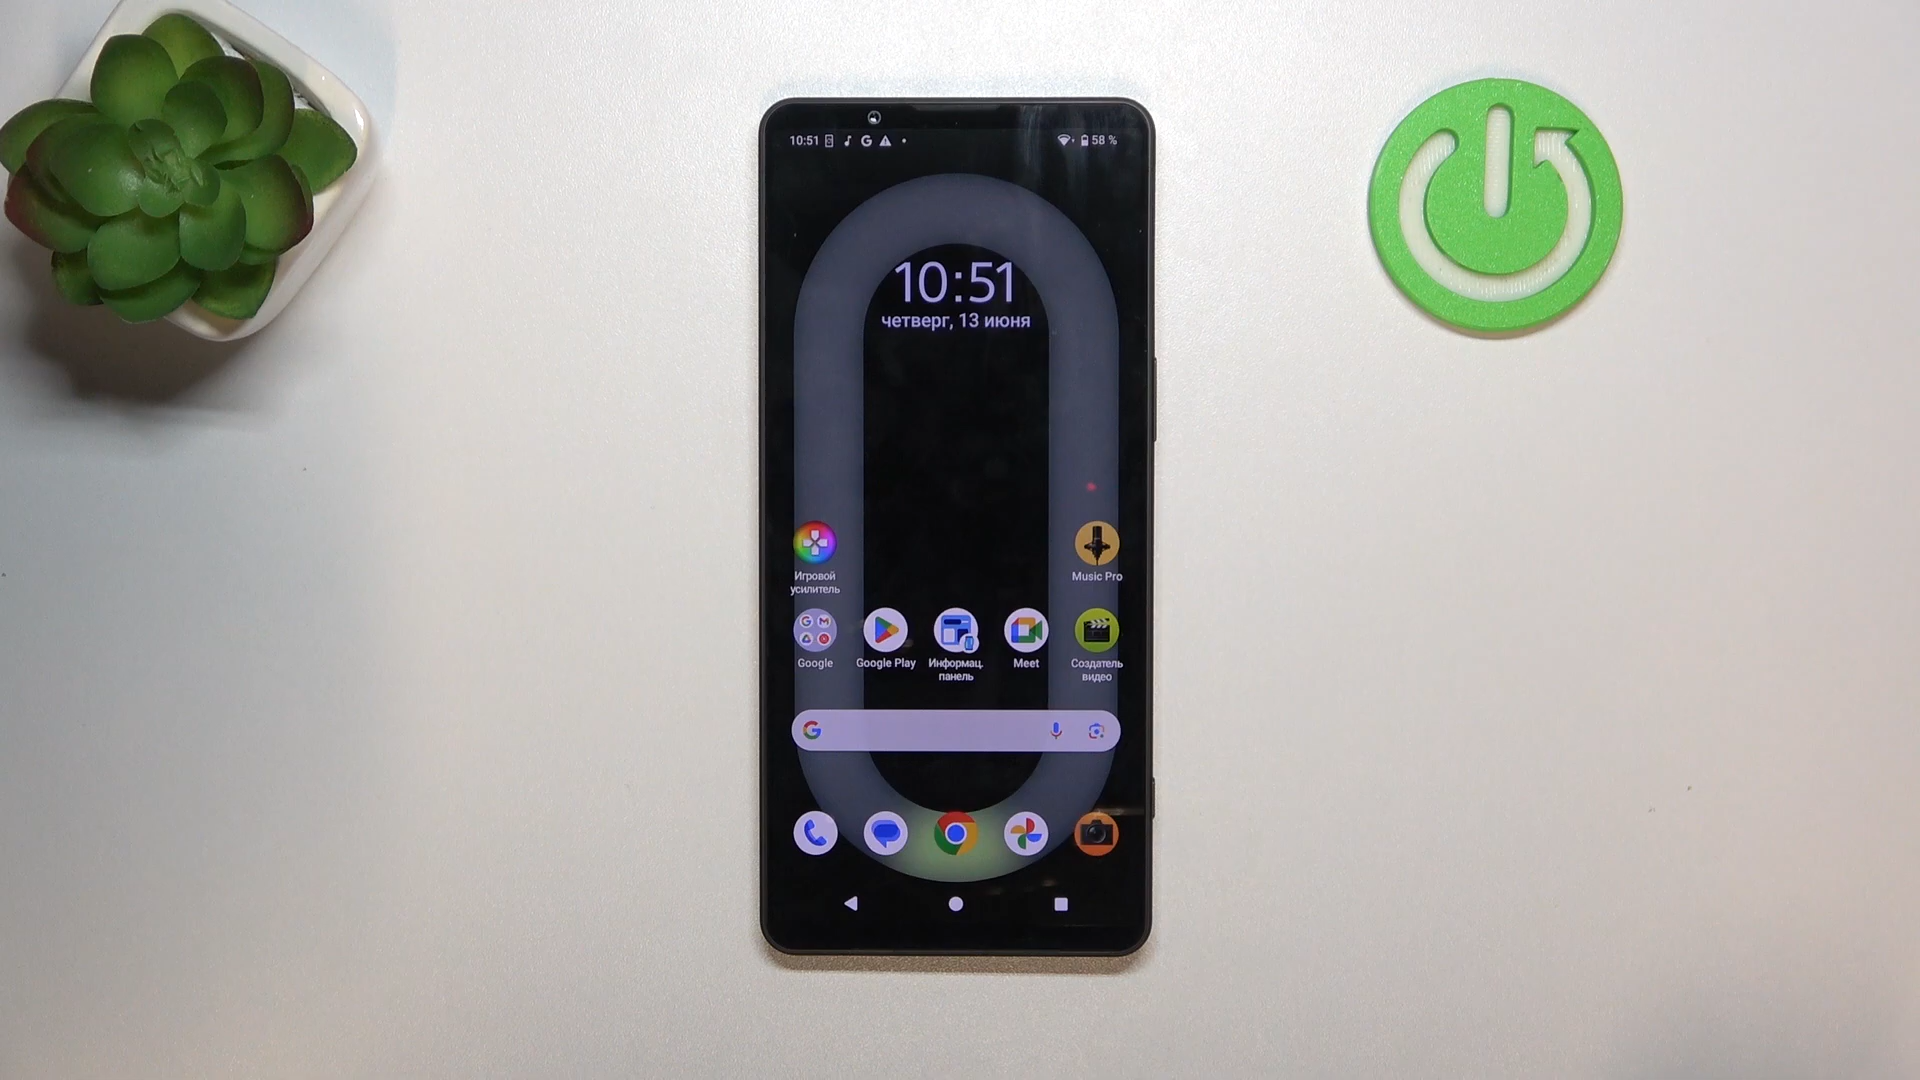 10:51
58 %
10:51
четверг, 13 июня
Игровой
усилитель
Music Pro
Google
Google Play
Информац.
панель
Meet
Создатель
видео